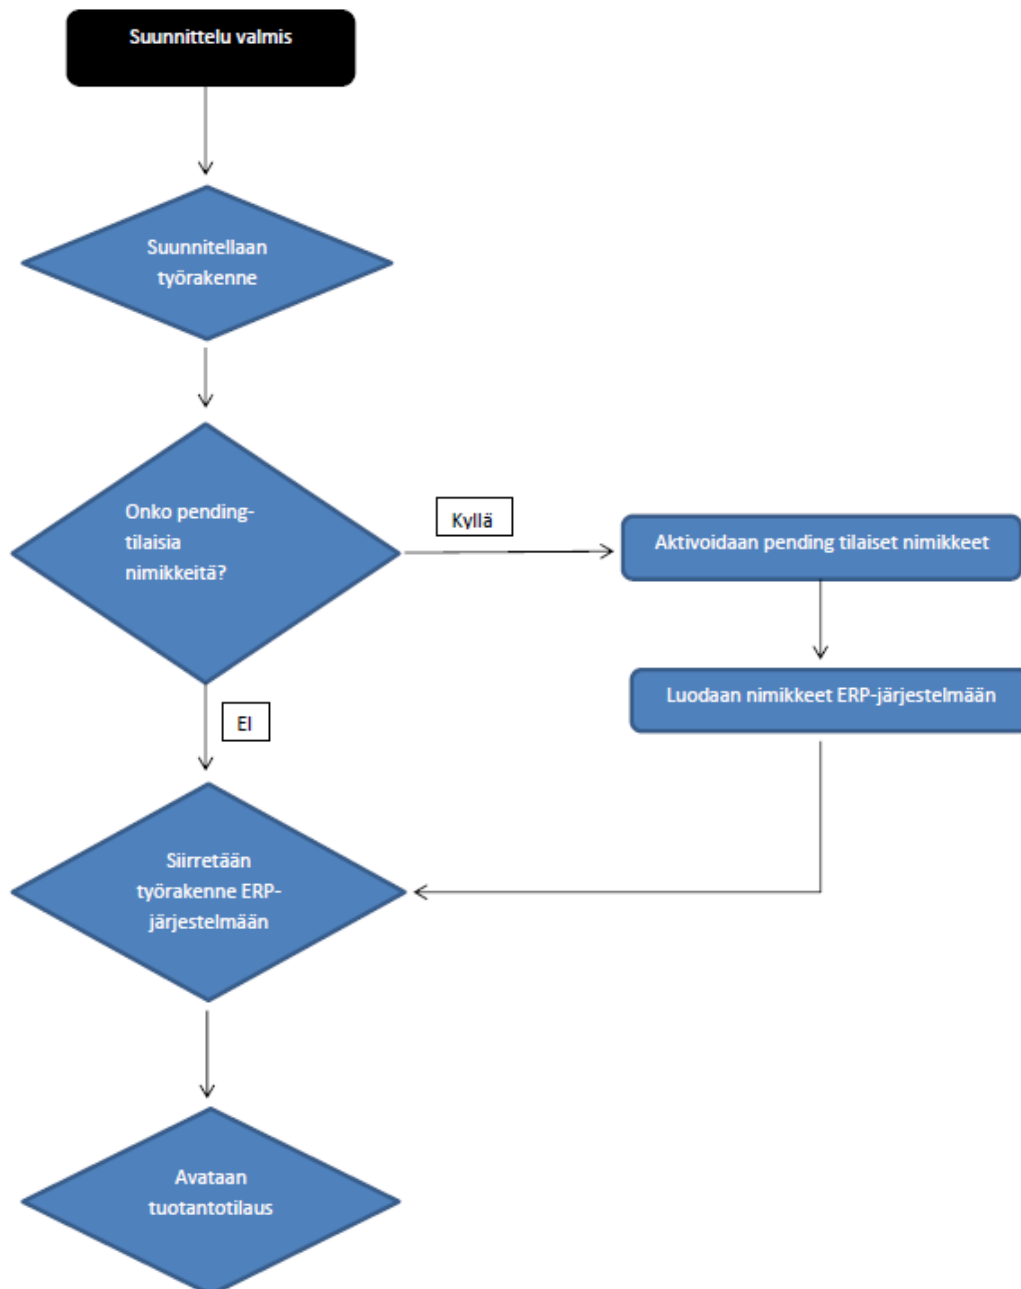 Suunnittelu valmis
Suunnitellaan
työrakenne
Onko pending-
tilaisia
nimikkeitä?
Kyllä
Aktivoidaan pending tilaiset nimikkeet
Luodaan nimikkeet ERP-järjestelmään
EI
Siirretään
työrakenne ERP-
järjestelmään
Avataan
tuotantotilaus